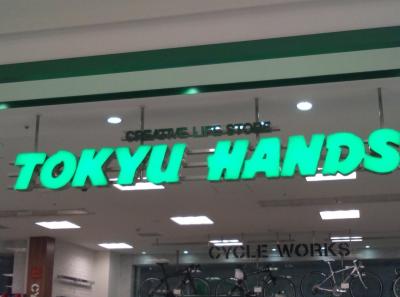 CREATIVE LIFE STORE
TOKYU HANDS
CYCLE WORKS